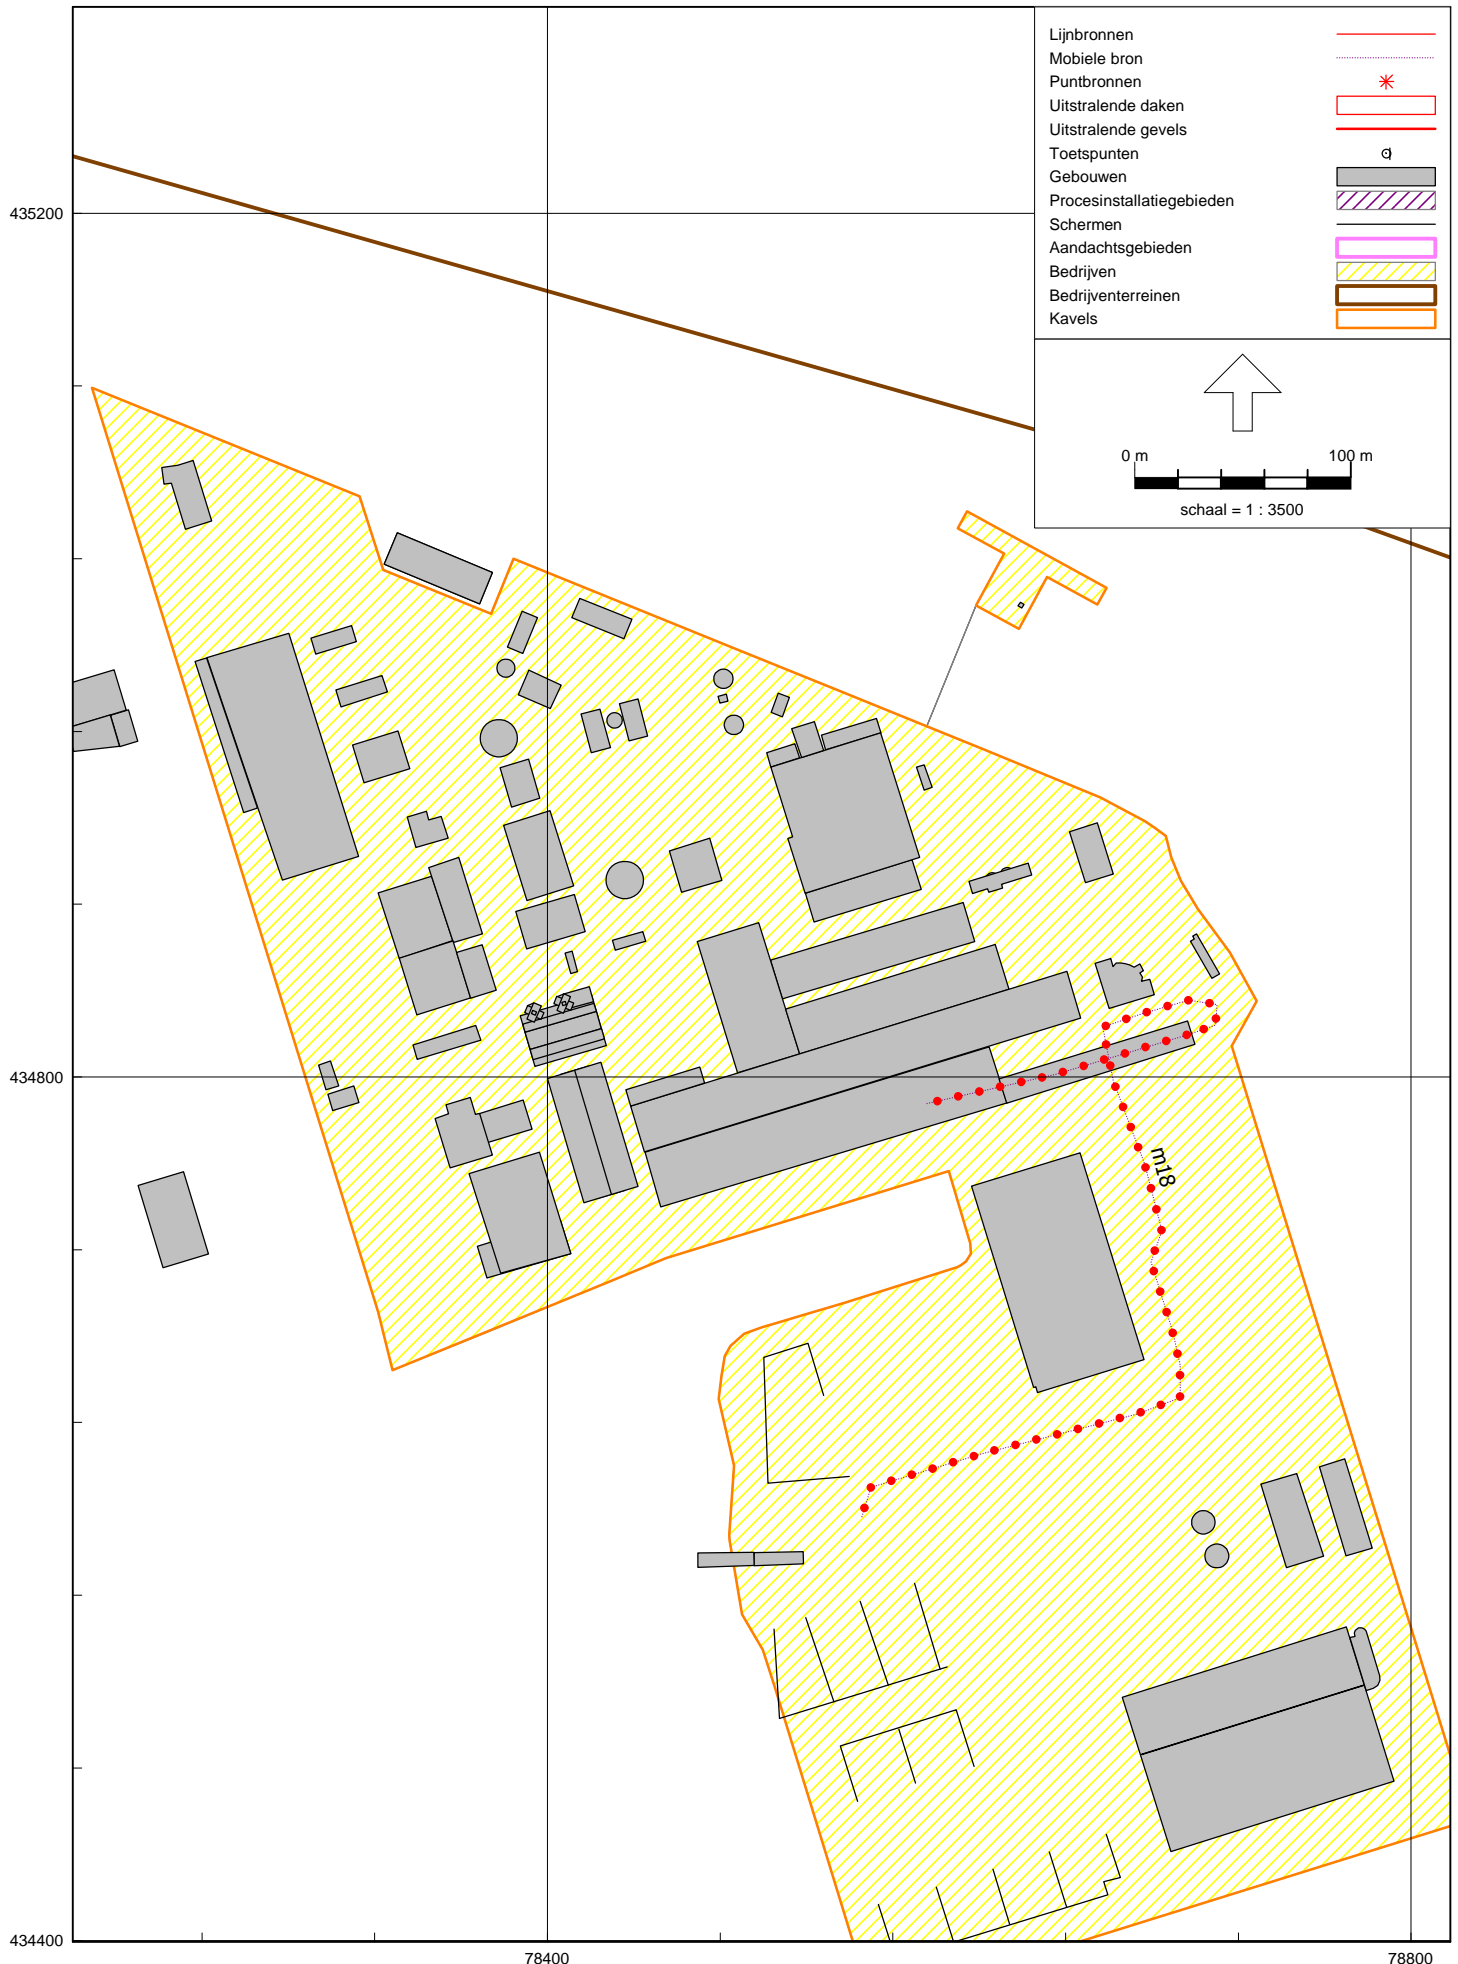 Lijnbronnen
Mobiele bron
Puntbronnen
Uitstralende daken
Uitstralende gevels
Toetspunten
Gebouwen
Procesinstallatiegebieden
Schermen
Aandachtsgebieden
Bedrijven
Bedrijventerreinen
Kavels
435200
0 m 100 m
schaal = 1 : 3500
434800
m18
434400
78400 78800